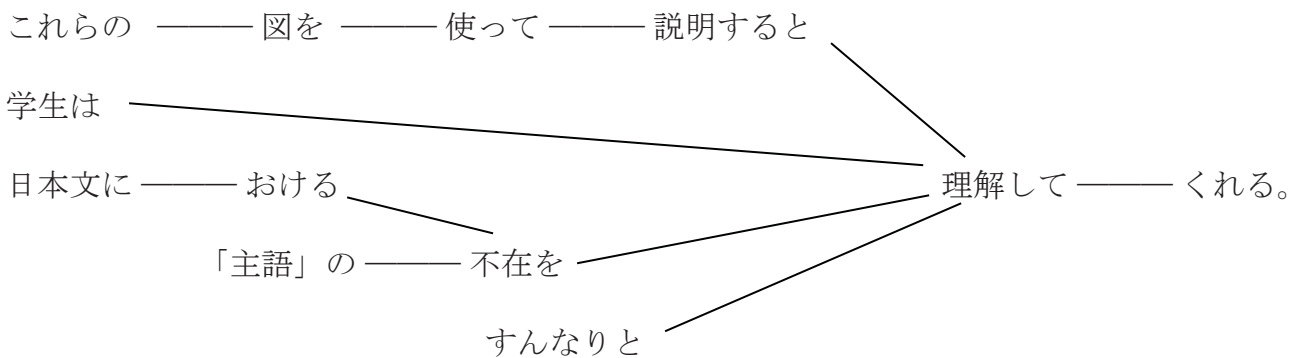 これらの 図を 使って 説明すると
学生は
日本文に おける 理解して くれる。
「主語」の 不在を
すんなりと